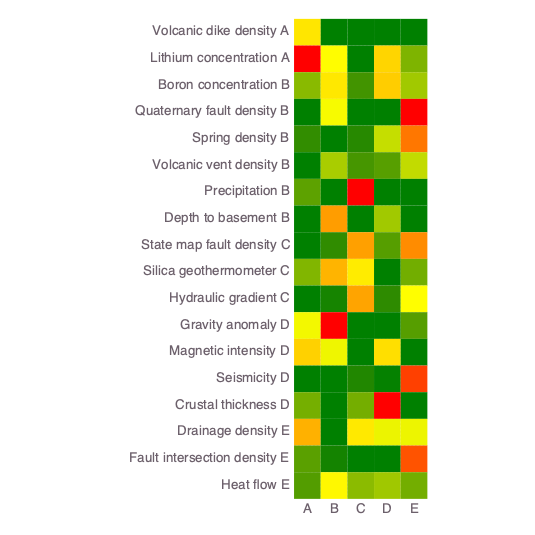 Volcanic dike density A
Lithium concentration A
Boron concentration B
Quaternary fault density B
Spring density B
Volcanic vent density B
Precipitation B
Depth to basement B
State map fault density C
Silica geothermometer C
Hydraulic gradient C
Gravity anomaly D
Magnetic intensity D
Seismicity D
Crustal thickness D
Drainage density E
Fault intersection density E
Heat flow E
A B C D E